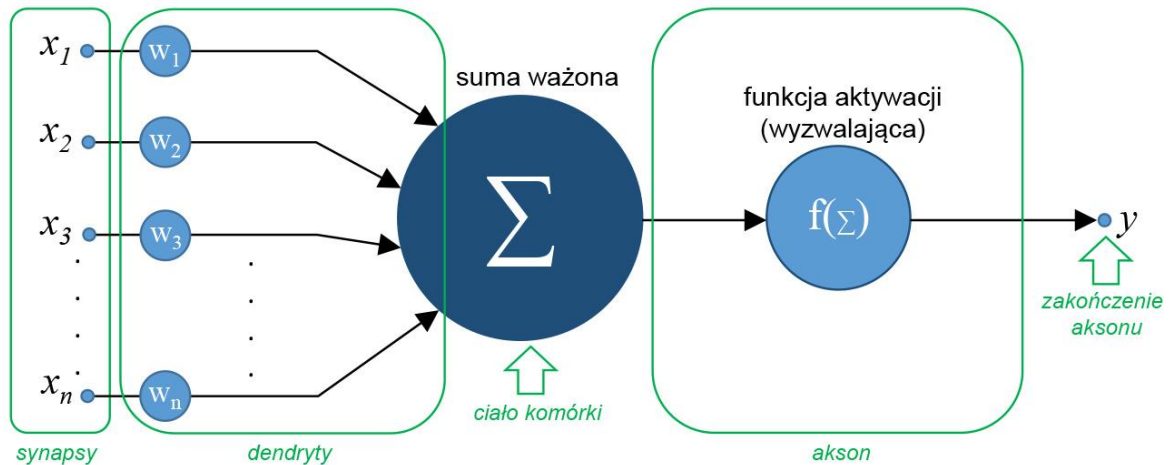 x1
w1
x2
w2
x3
w3
xn
wn
suma ważona
Σ
funkcja aktywacji
(wyzwalająca)
f(Σ)
y
zakończenie
aksonu
ciało komórki
synapsy
dendryty
akson